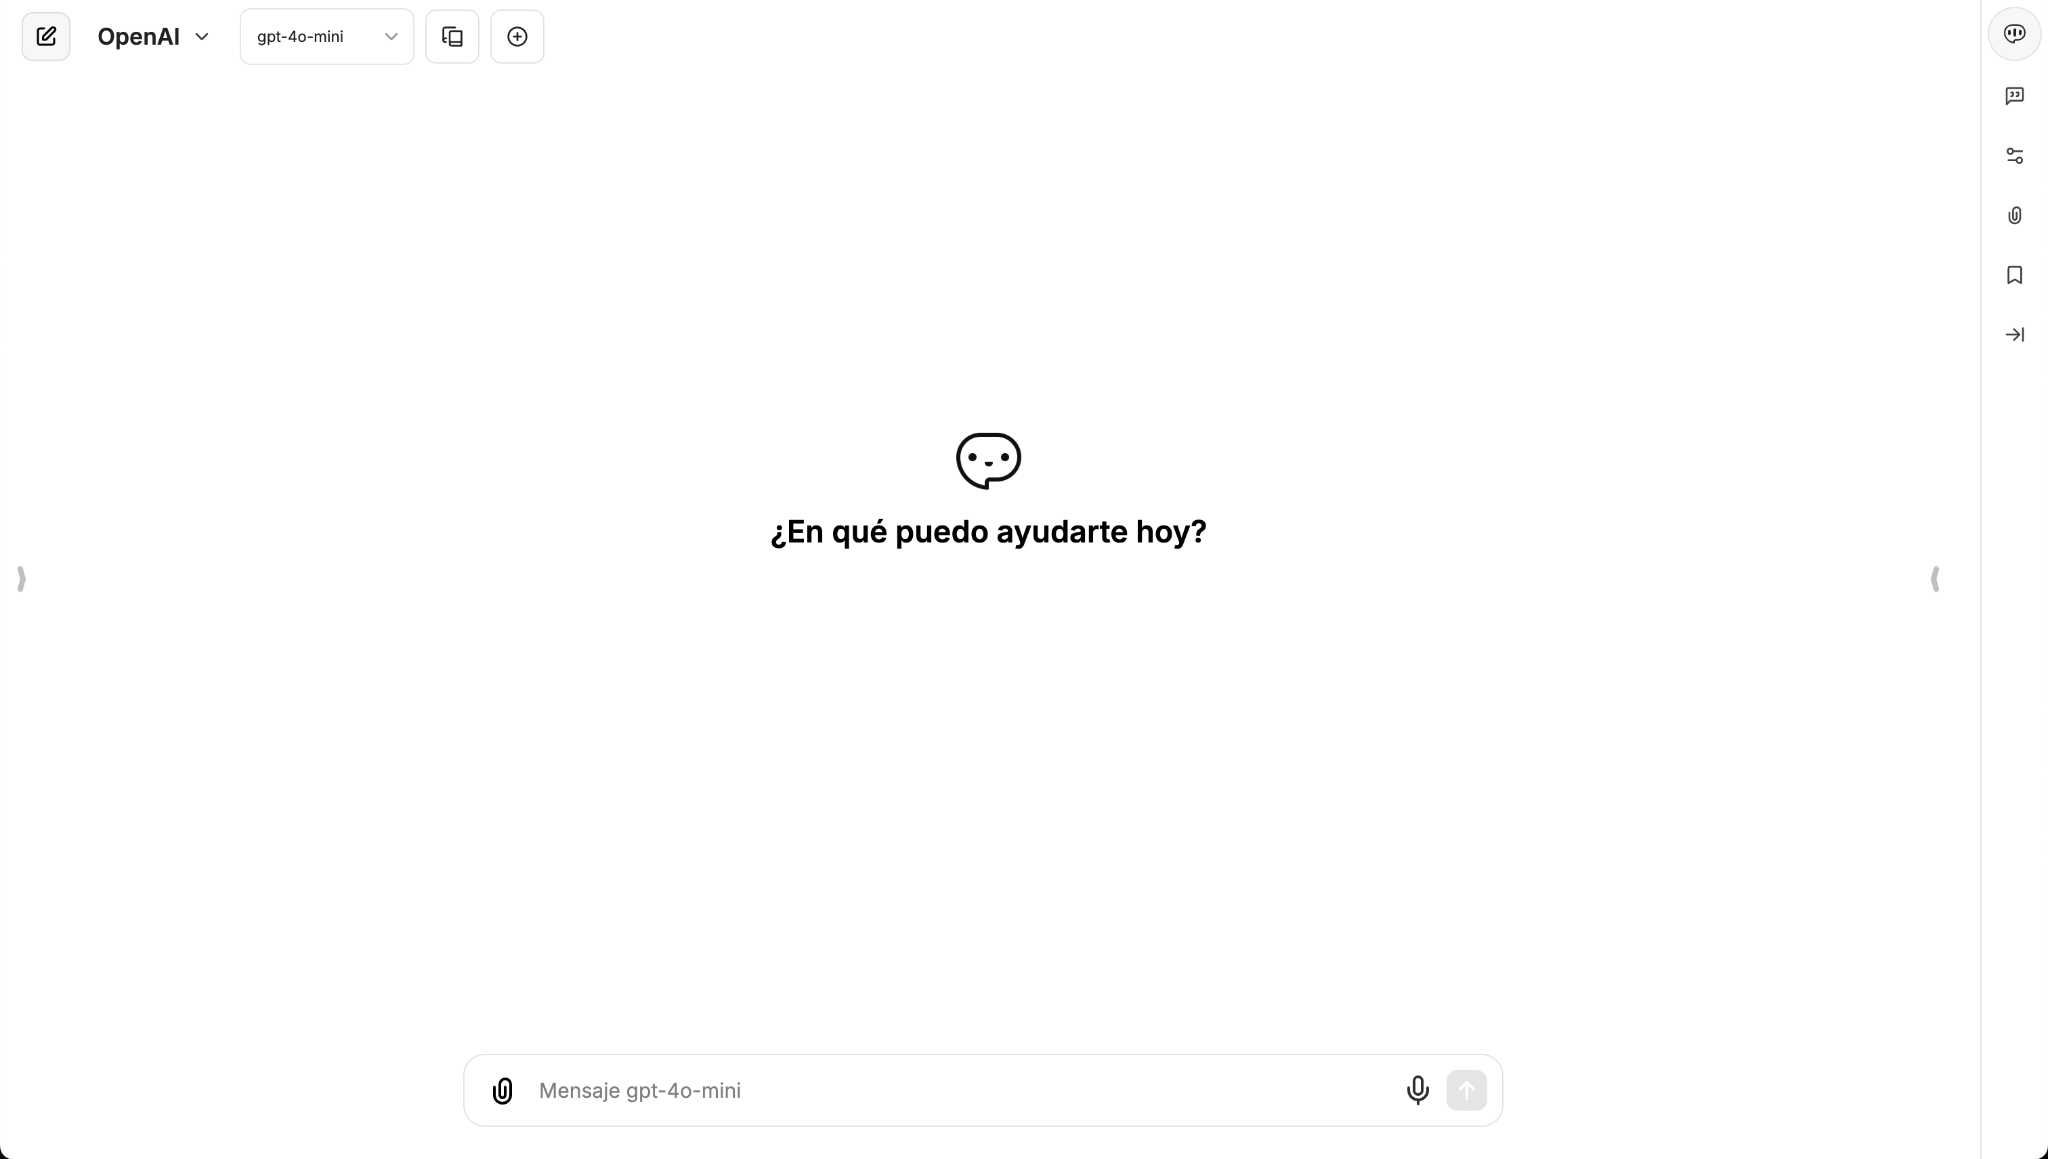 OpenAI
gpt-4o-mini
¿En qué puedo ayudarte hoy?
Mensaje gpt-4o-mini